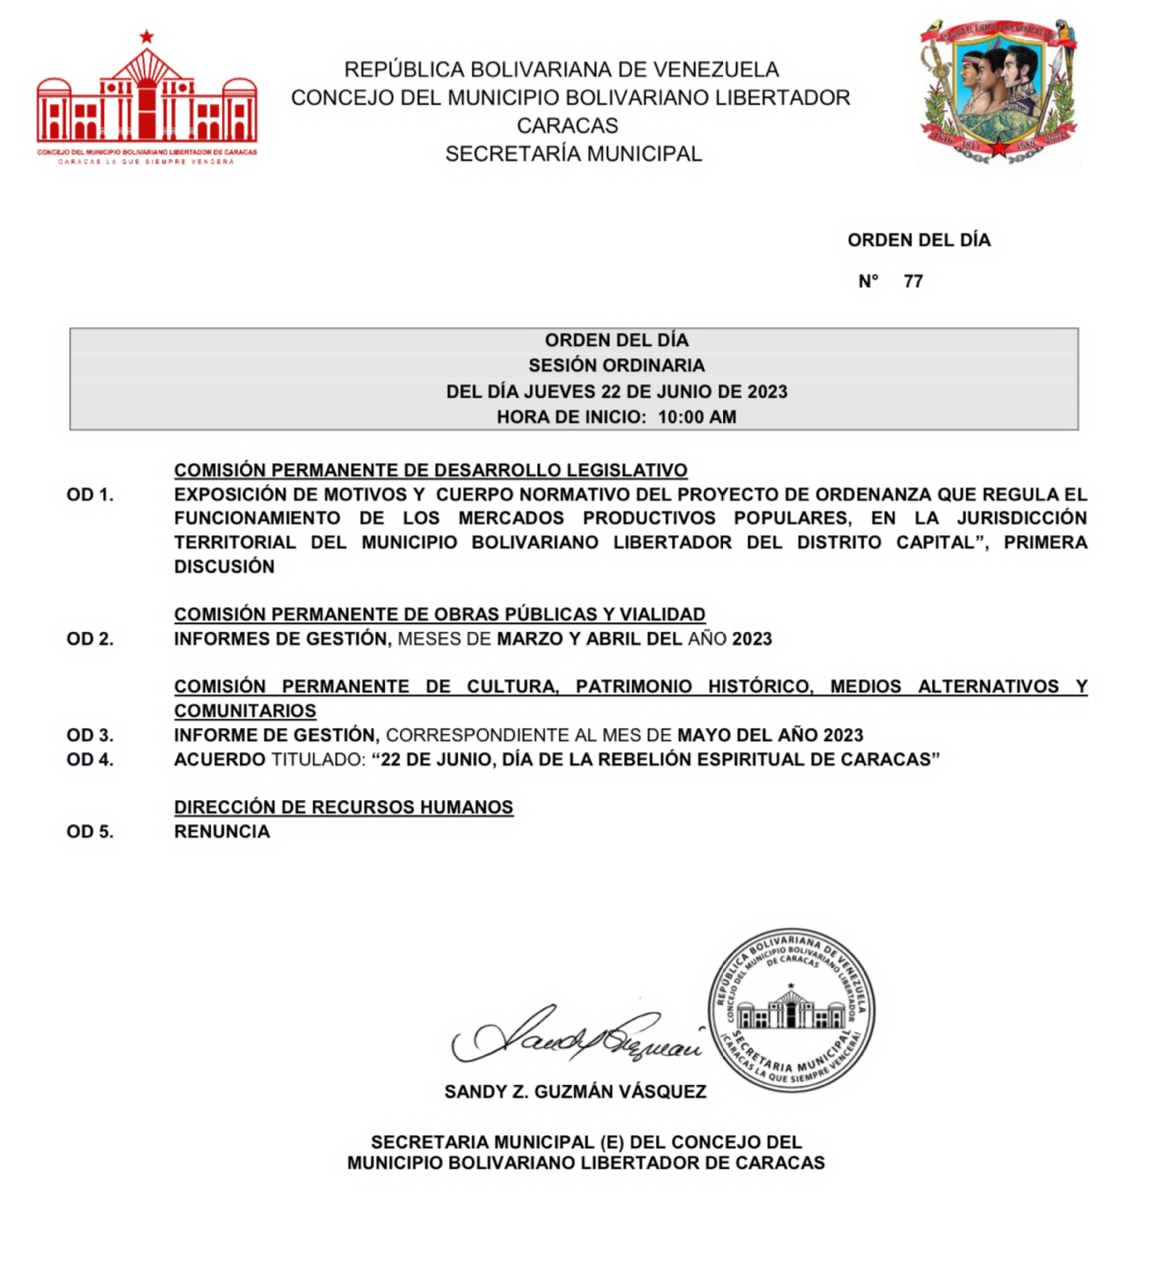 REPÚBLICA BOLIVARIANA DE VENEZUELA
CONCEJO DEL MUNICIPIO BOLIVARIANO LIBERTADOR
CARACAS
SECRETARÍA MUNICIPAL
CONCEJO DEL MUNICIPIO BOLIVARIANO LIBERTADOR DE CARACAS
CARACAS LA QUE SIEMPRE VENCERÁ
ORDEN DEL DÍA
N° 77
ORDEN DEL DÍA
SESIÓN ORDINARIA
DEL DÍA JUEVES 22 DE JUNIO DE 2023
HORA DE INICIO: 10:00 AM
COMISIÓN PERMANENTE DE DESARROLLO LEGISLATIVO
OD 1. EXPOSICIÓN DE MOTIVOS Y CUERPO NORMATIVO DEL PROYECTO DE ORDENANZA QUE REGULA EL
FUNCIONAMIENTO DE LOS MERCADOS PRODUCTIVOS POPULARES, EN LA JURISDICCIÓN
TERRITORIAL DEL MUNICIPIO BOLIVARIANO LIBERTADOR DEL DISTRITO CAPITAL”, PRIMERA
DISCUSIÓN
COMISIÓN PERMANENTE DE OBRAS PÚBLICAS Y VIALIDAD
OD 2. INFORMES DE GESTIÓN, MESES DE MARZO Y ABRIL DEL AÑO 2023
COMISIÓN PERMANENTE DE CULTURA, PATRIMONIO HISTÓRICO, MEDIOS ALTERNATIVOS Y
COMUNITARIOS
OD 3. INFORME DE GESTIÓN, CORRESPONDIENTE AL MES DE MAYO DEL AÑO 2023
OD 4. ACUERDO TITULADO: “22 DE JUNIO, DÍA DE LA REBELIÓN ESPIRITUAL DE CARACAS”
DIRECCIÓN DE RECURSOS HUMANOS
OD 5. RENUNCIA
REPÚBLICA BOLIVARIANA DE VENEZUELA
CONCEJO DEL MUNICIPIO BOLIVARIANO LIBERTADOR
DE CARACAS
SECRETARIA MUNICIPAL
¡CARACAS LA QUE SIEMPRE VENCERÁ!
Sandy Guzmán
SANDY Z. GUZMÁN VÁSQUEZ
SECRETARIA MUNICIPAL (E) DEL CONCEJO DEL
MUNICIPIO BOLIVARIANO LIBERTADOR DE CARACAS